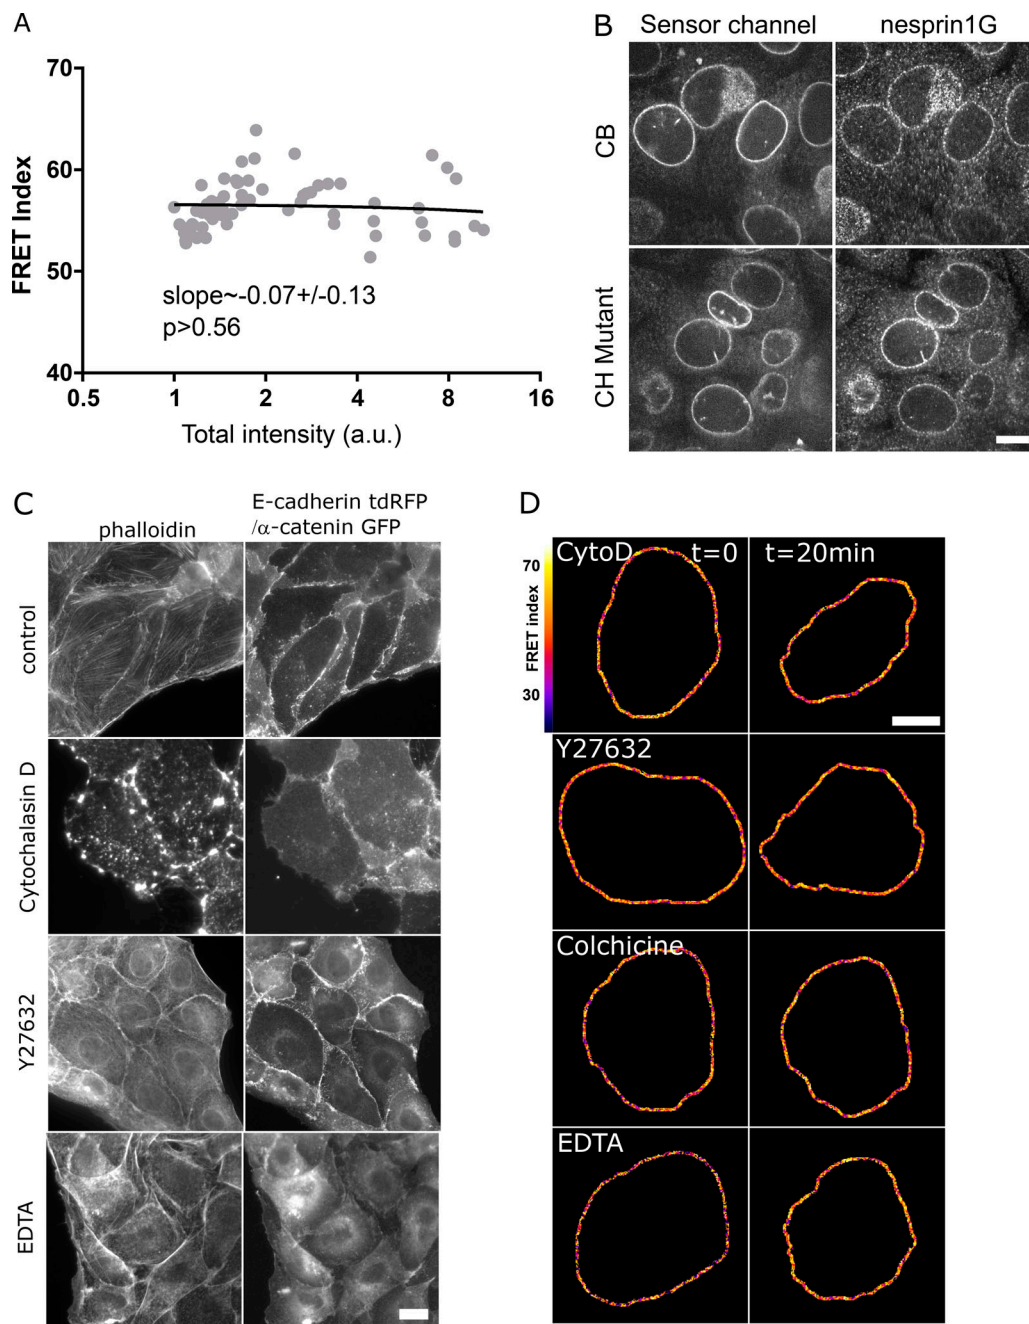 A
70
60
50
40
FRET Index
slope~-0.07+/-0.13
p>0.56
0.5 1 2 4 8 16
Total intensity (a.u.)
B
Sensor channel nesprin1G
CB
CH Mutant
C
phalloidin
E-cadherin tdRFP
/α-catenin GFP
control
Cytochalasin D
Y27632
EDTA
D
CytoD t=0 t=20min
70
FRET index
30
Y27632
Colchicine
EDTA